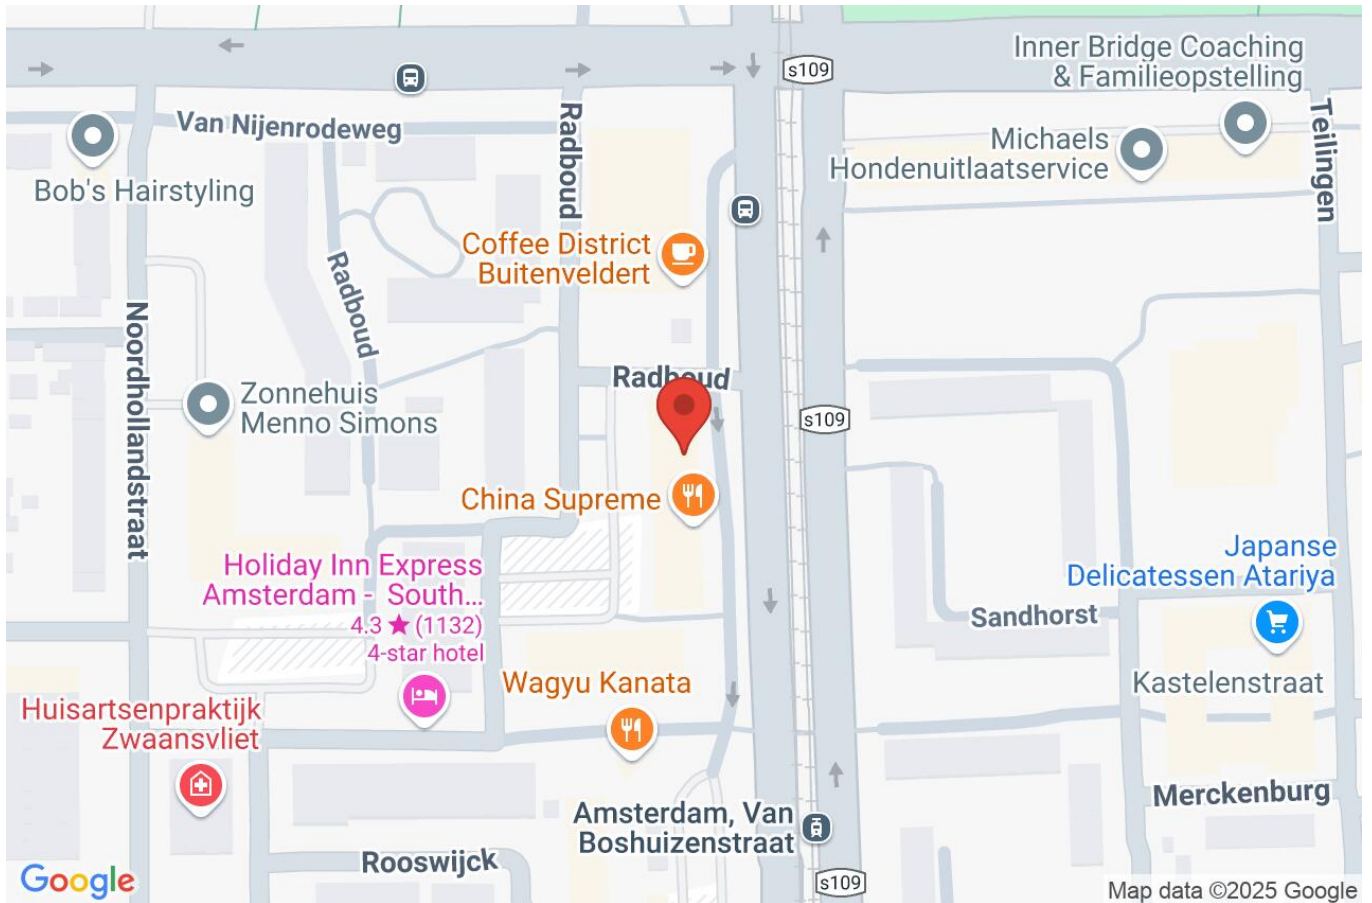 s109
Inner Bridge Coaching
& Familieopstelling
Van Nijenrodeweg
Radboud
Teilingen
Michaels
Hondenuitlaatservice
Bob's Hairstyling
Coffee District
Buitenveldert
Radboud
Noordhollandstraat
Radboud
Zonnehuis
Menno Simons
s109
China Supreme
Holiday Inn Express
Amsterdam - South...
4.3 ★ (1132)
4-star hotel
Japanse
Delicatessen Atariya
Sandhorst
Wagyu Kanata
Kastelenstraat
Huisartsenpraktijk
Zwaansvliet
Merckenburg
Amsterdam, Van
Boshuizenstraat
Rooswijck
s109
Google
Map data ©2025 Google